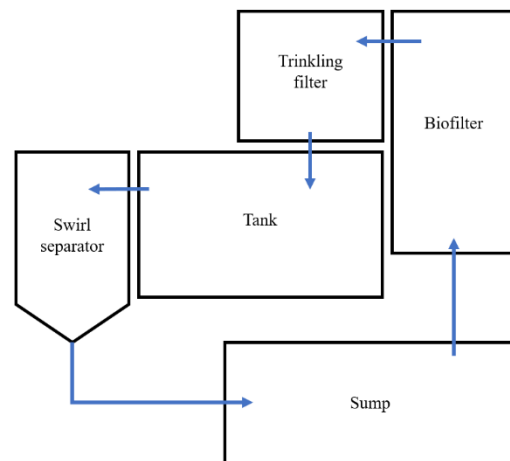 Trinkling
filter
Biofilter
Swirl
separator
Tank
Sump